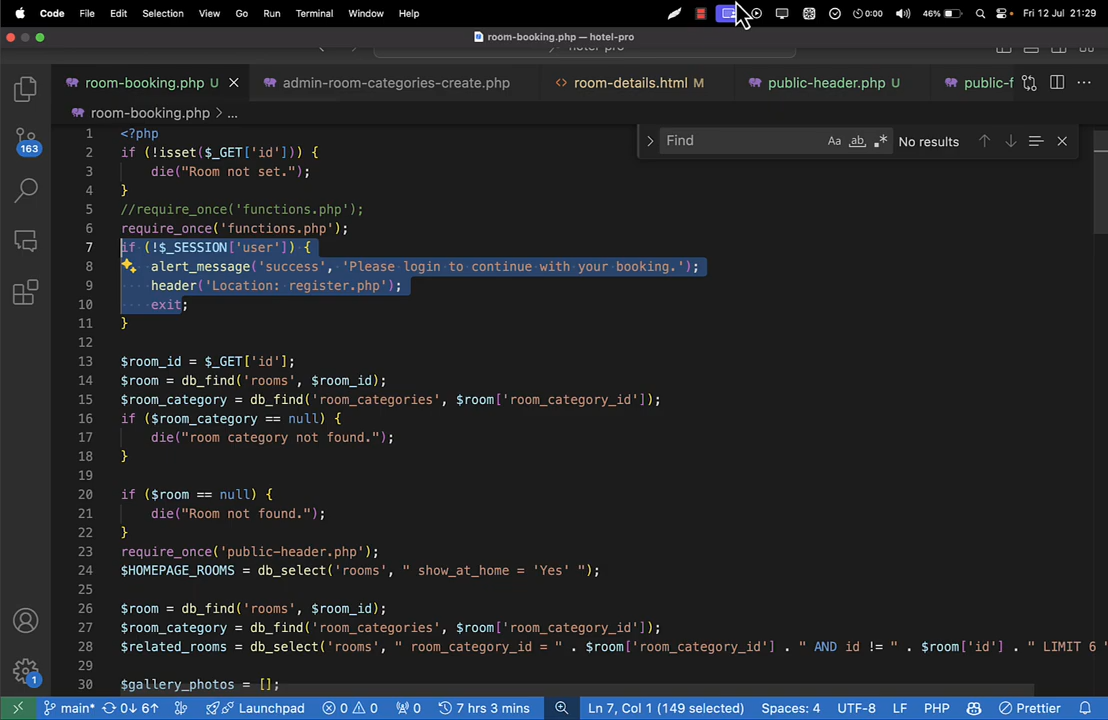 Code File Edit Selection View Go Run Terminal Window Help 0:00 46% Fri 12 Jul 21:29
room-booking.php — hotel-pro
room-booking.php U admin-room-categories-create.php room-details.html M public-header.php U public-f
room-booking.php > ...
Find Aa ab No results
1 <?php
2 if (!isset($_GET['id'])) {
3 die("Room not set.");
4 }
5 //require_once('functions.php');
6 require_once('functions.php');
7 if (!$_SESSION['user']) {
8 alert_message('success', 'Please login to continue with your booking.');
9 header('Location: register.php');
10 exit;
11 }
12
13 $room_id = $_GET['id'];
14 $room = db_find('rooms', $room_id);
15 $room_category = db_find('room_categories', $room['room_category_id']);
16 if ($room_category == null) {
17 die("room category not found.");
18 }
19
20 if ($room == null) {
21 die("Room not found.");
22 }
23 require_once('public-header.php');
24 $HOMEPAGE_ROOMS = db_select('rooms', " show_at_home = 'Yes' ");
25
26 $room = db_find('rooms', $room_id);
27 $room_category = db_find('room_categories', $room['room_category_id']);
28 $related_rooms = db_select('rooms', " room_category_id = " . $room['room_category_id'] . " AND id != " . $room['id'] . " LIMIT 6
29
30 $gallery_photos = [];
163
1
main* 0↓ 6↑ Launchpad 0 0 0 7 hrs 3 mins Ln 7, Col 1 (149 selected) Spaces: 4 UTF-8 LF PHP Prettier